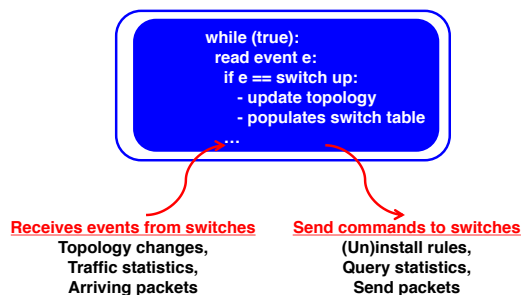 while (true):
read event e:
if e == switch up:
- update topology
- populates switch table
...
Receives events from switches
Topology changes,
Traffic statistics,
Arriving packets
Send commands to switches
(Un)install rules,
Query statistics,
Send packets